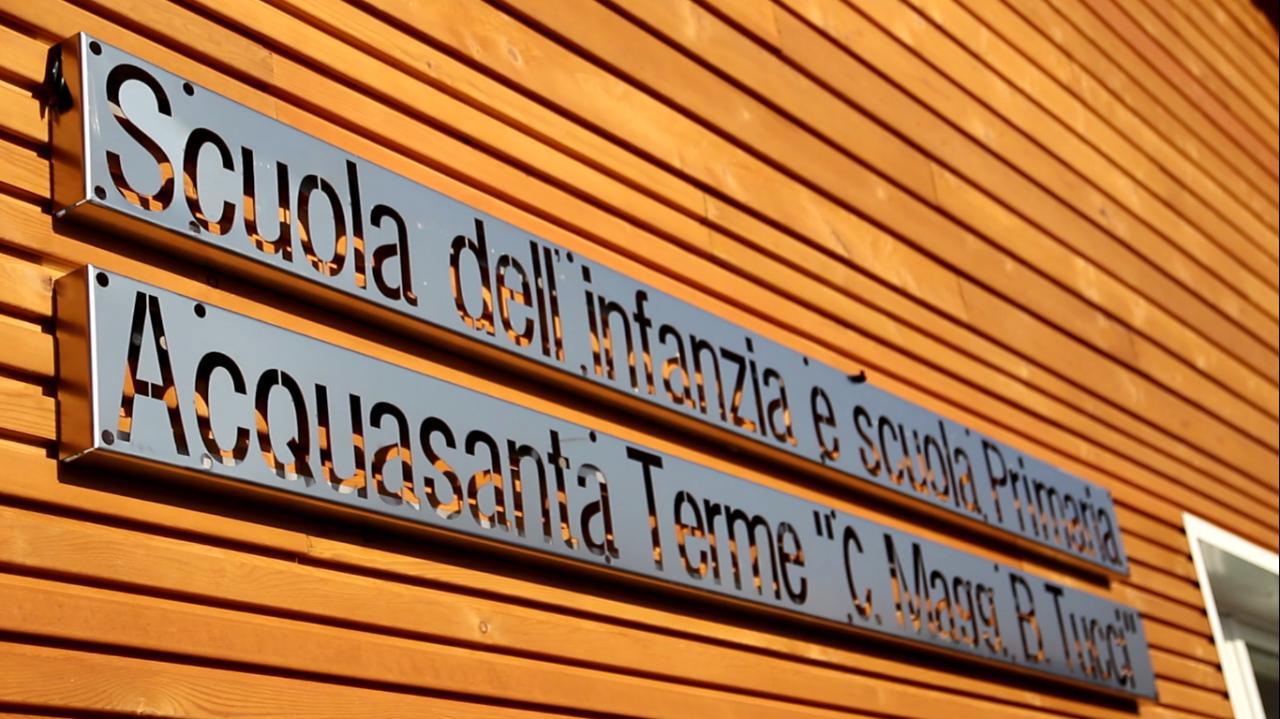 Scuola dell'infanzia e scuola Primaria
Acquasanta Terme "C. Maggi, B. Tucci"